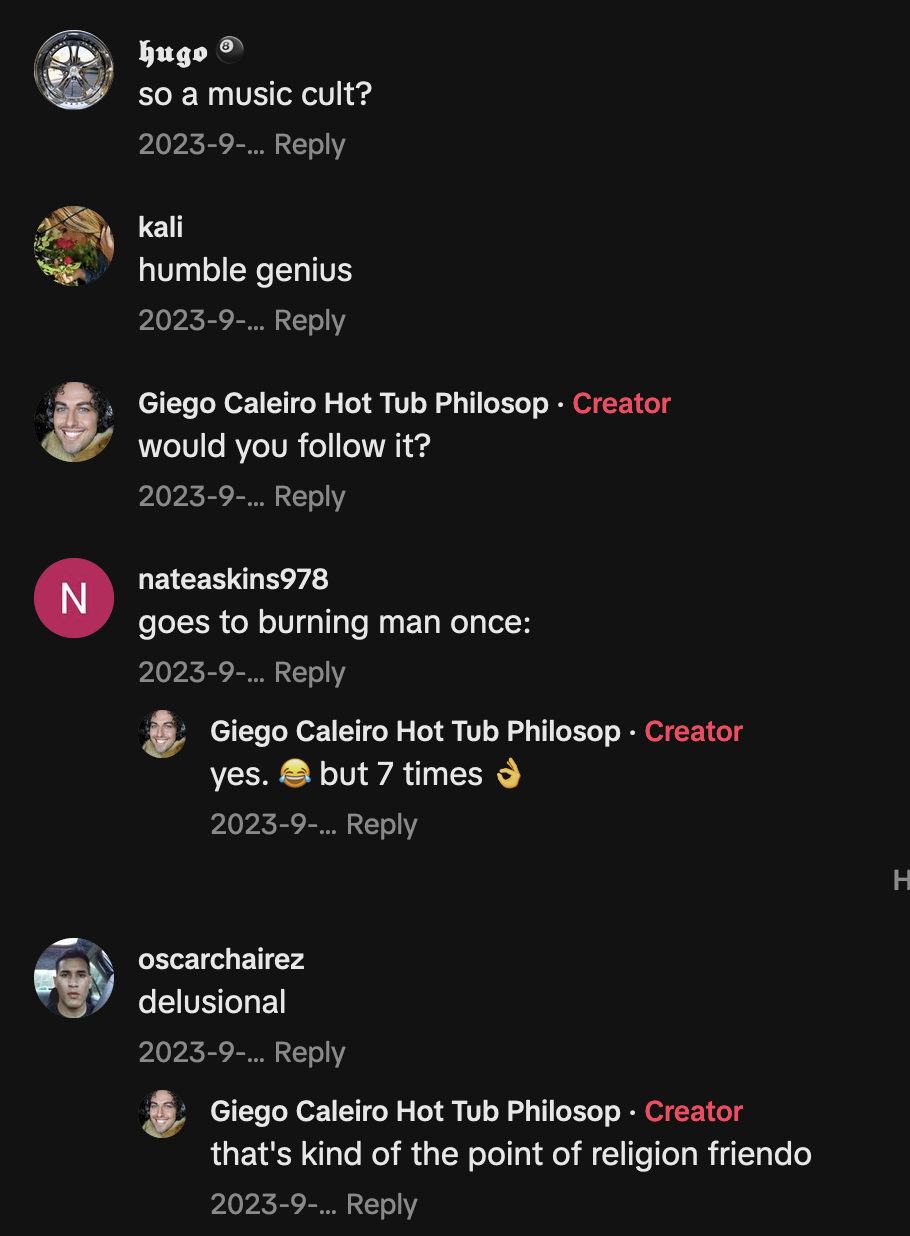 𝖍𝖚𝖌𝖔 🎱
so a music cult?
2023-9-... Reply
kali
humble genius
2023-9-... Reply
Giego Caleiro Hot Tub Philosop · Creator
would you follow it?
2023-9-... Reply
N
nateaskins978
goes to burning man once:
2023-9-... Reply
Giego Caleiro Hot Tub Philosop · Creator
yes. 😂 but 7 times 👌
2023-9-... Reply
H
oscarchairez
delusional
2023-9-... Reply
Giego Caleiro Hot Tub Philosop · Creator
that's kind of the point of religion friendo
2023-9-... Reply